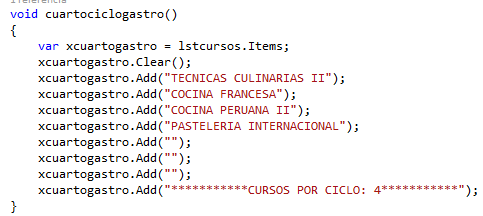 1 referencia
void cuartociclogastro()
{
var xcuartogastro = lstcursos.Items;
xcuartogastro.Clear();
xcuartogastro.Add("TECNICAS CULINARIAS II");
xcuartogastro.Add("COCINA FRANCESA");
xcuartogastro.Add("COCINA PERUANA II");
xcuartogastro.Add("PASTELERIA INTERNACIONAL");
xcuartogastro.Add("");
xcuartogastro.Add("");
xcuartogastro.Add("");
xcuartogastro.Add("***********CURSOS POR CICLO: 4***********");
}